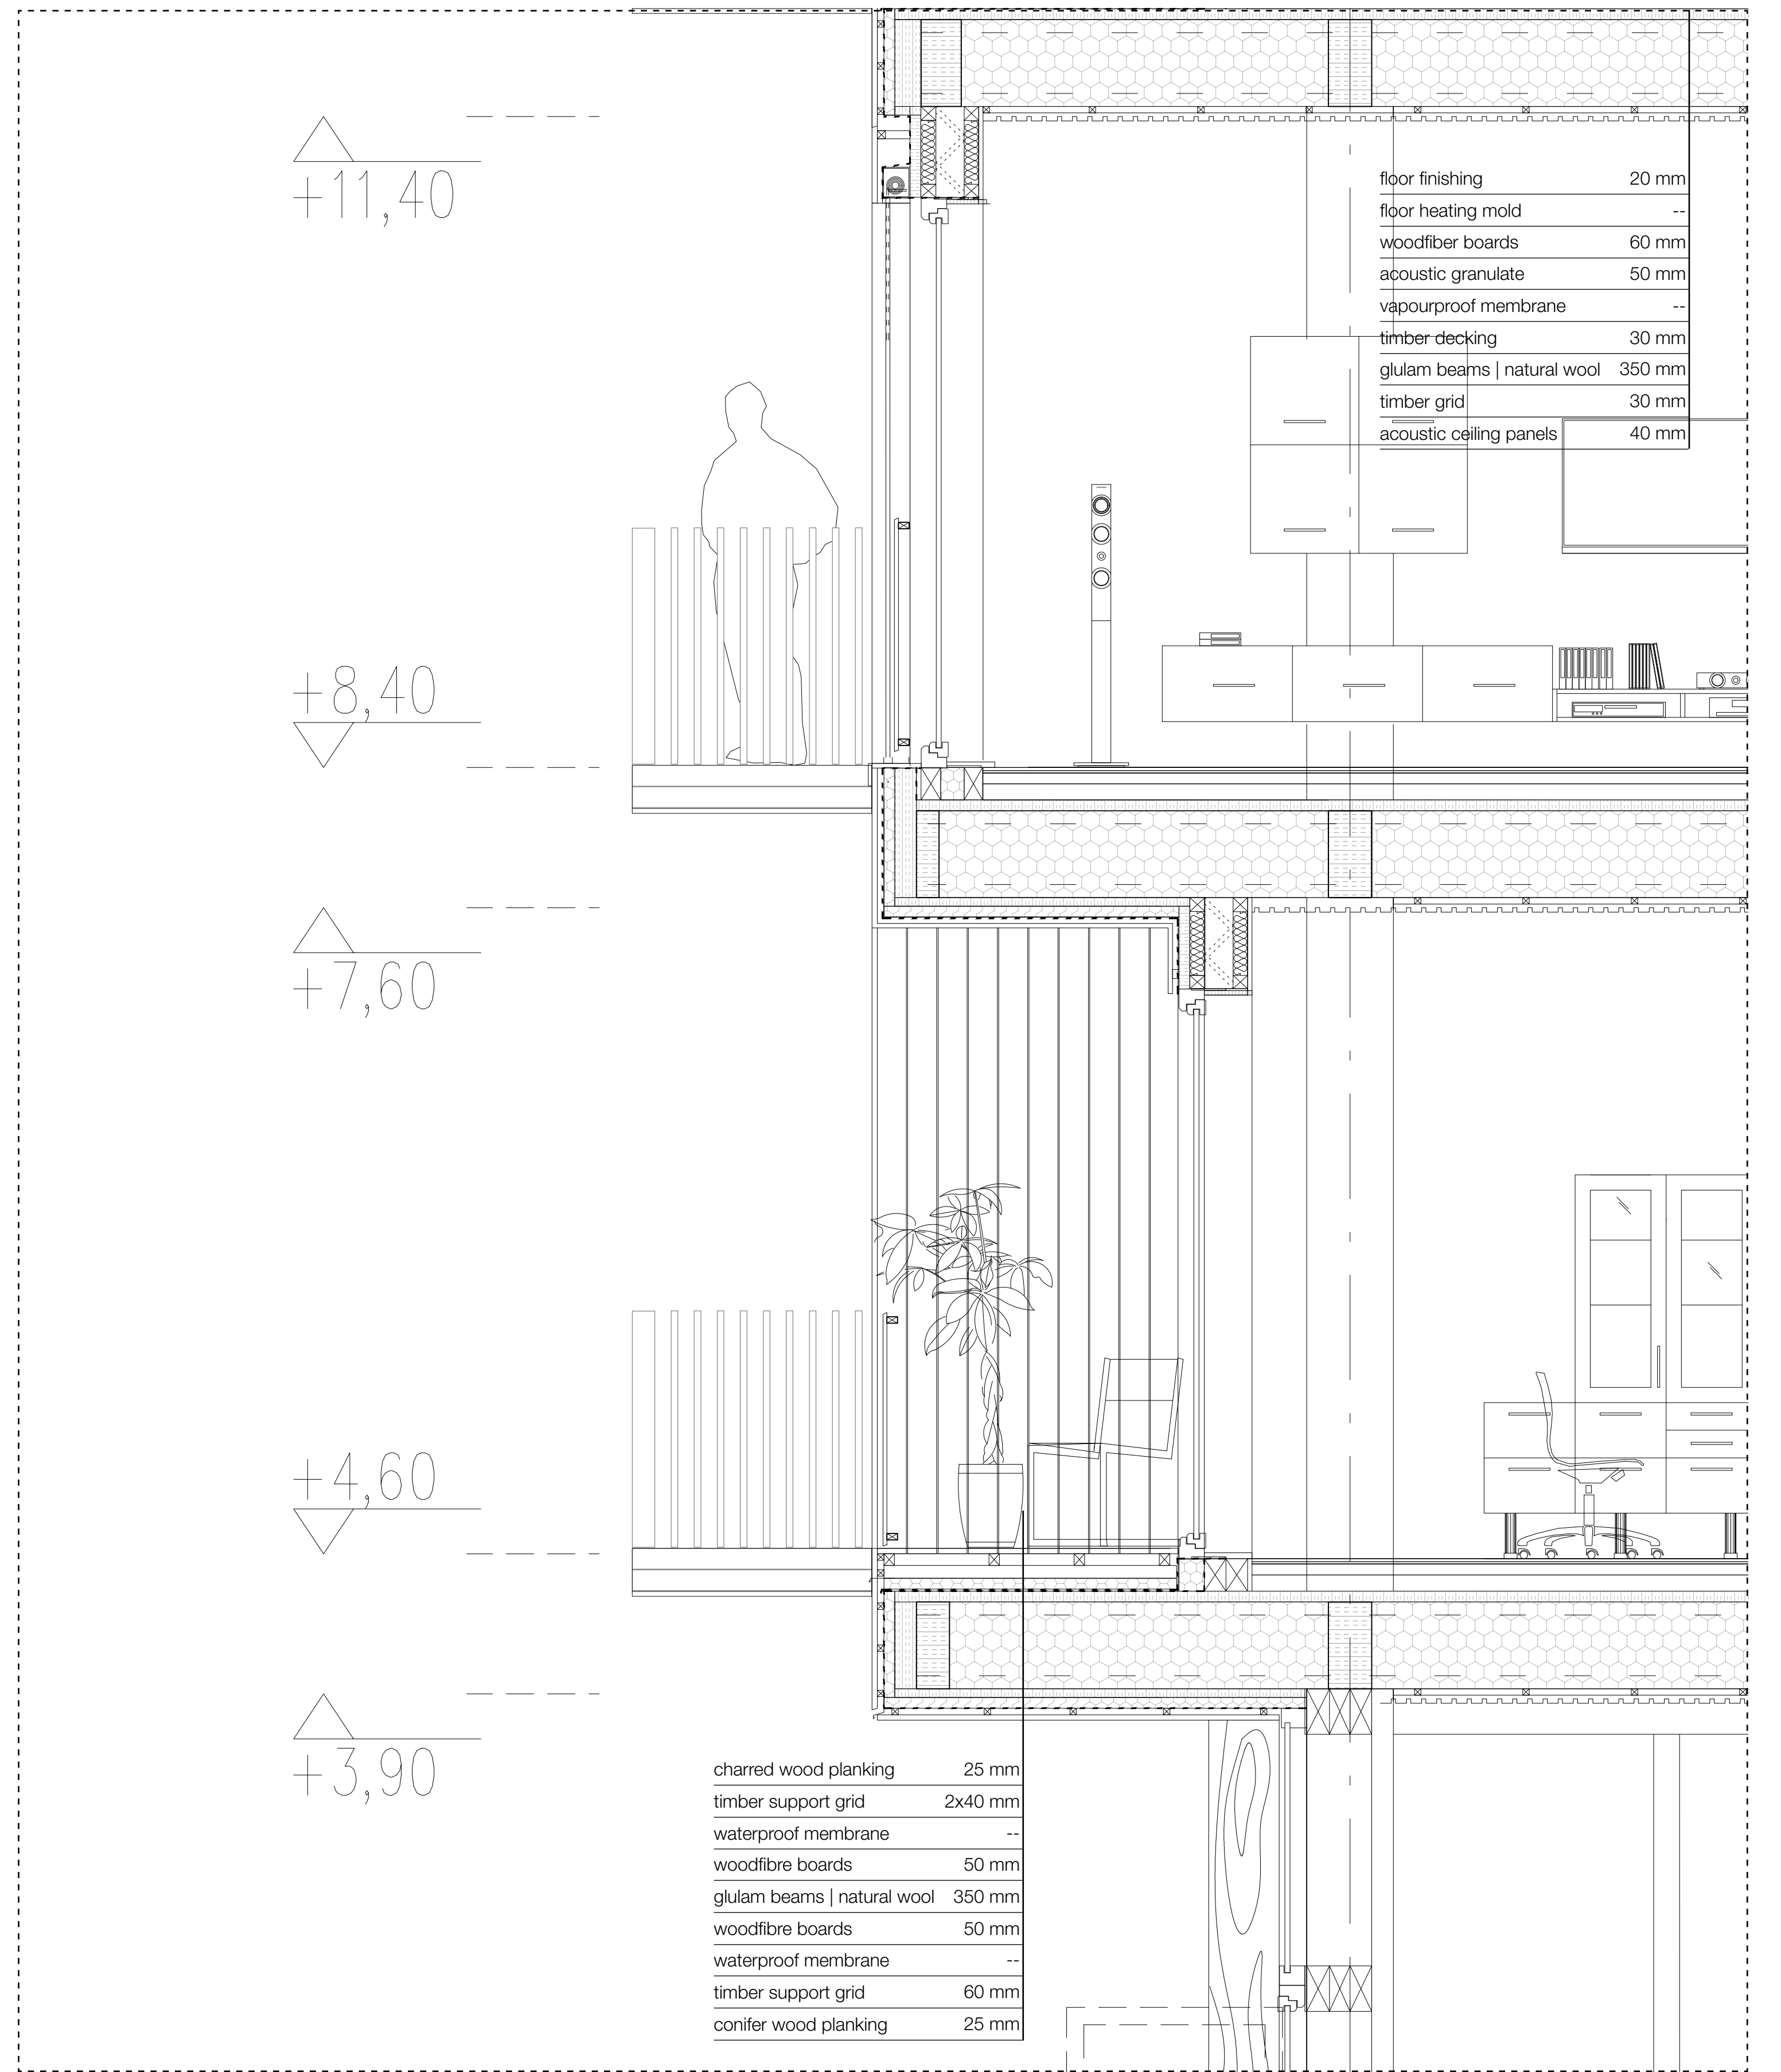 +11,40
floor finishing 20 mm
floor heating mold --
woodfiber boards 60 mm
acoustic granulate 50 mm
vapourproof membrane --
timber decking 30 mm
glulam beams | natural wool 350 mm
timber grid 30 mm
acoustic ceiling panels 40 mm
+8,40
+7,60
+4,60
+3,90
charred wood planking 25 mm
timber support grid 2x40 mm
waterproof membrane --
woodfibre boards 50 mm
glulam beams | natural wool 350 mm
woodfibre boards 50 mm
waterproof membrane --
timber support grid 60 mm
conifer wood planking 25 mm